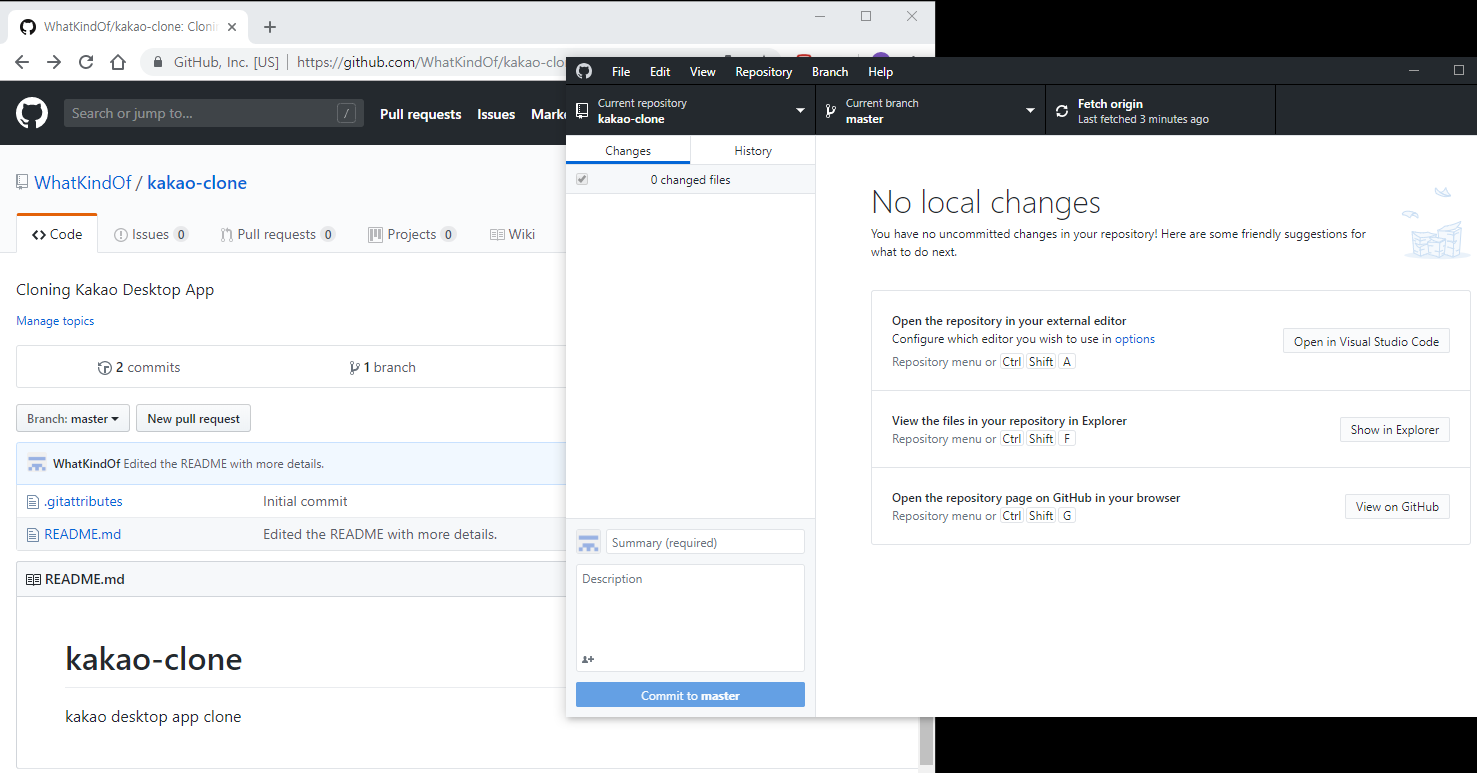 WhatKindOf/kakao-clone: Clonin
GitHub, Inc. [US] | https://github.com/WhatKindOf/kakao-clo
Search or jump to... /
Pull requests Issues Mark
WhatKindOf / kakao-clone
Code Issues 0 Pull requests 0 Projects 0 Wiki
Cloning Kakao Desktop App
Manage topics
2 commits 1 branch
Branch: master New pull request
WhatKindOf Edited the README with more details.
.gitattributes Initial commit
README.md Edited the README with more details.
README.md
kakao-clone
kakao desktop app clone
File Edit View Repository Branch Help
Current repository
kakao-clone
Current branch
master
Fetch origin
Last fetched 3 minutes ago
Changes History
0 changed files
Summary (required)
Description
Commit to master
No local changes
You have no uncommitted changes in your repository! Here are some friendly suggestions for
what to do next.
Open the repository in your external editor
Configure which editor you wish to use in options
Repository menu or Ctrl Shift A
Open in Visual Studio Code
View the files in your repository in Explorer
Repository menu or Ctrl Shift F
Show in Explorer
Open the repository page on GitHub in your browser
Repository menu or Ctrl Shift G
View on GitHub